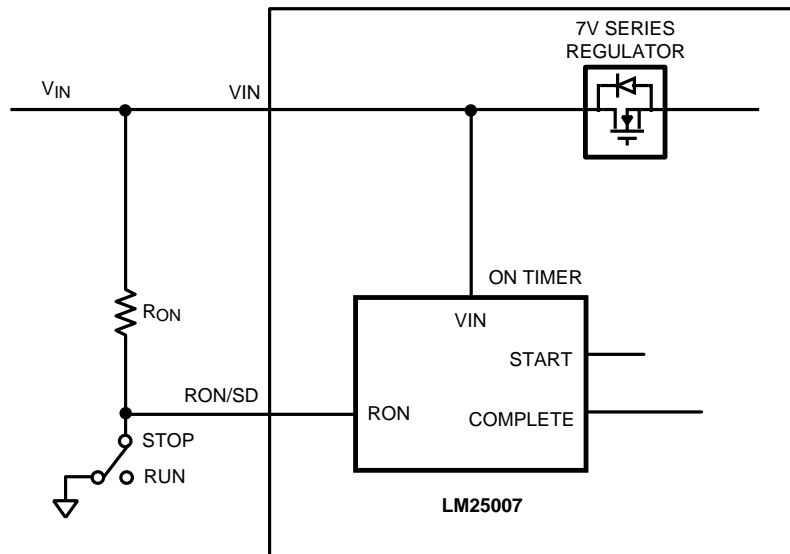 7V SERIES
REGULATOR
VIN
VIN
ON TIMER
VIN
RON
START
RON/SD
RON
COMPLETE
STOP
RUN
LM25007